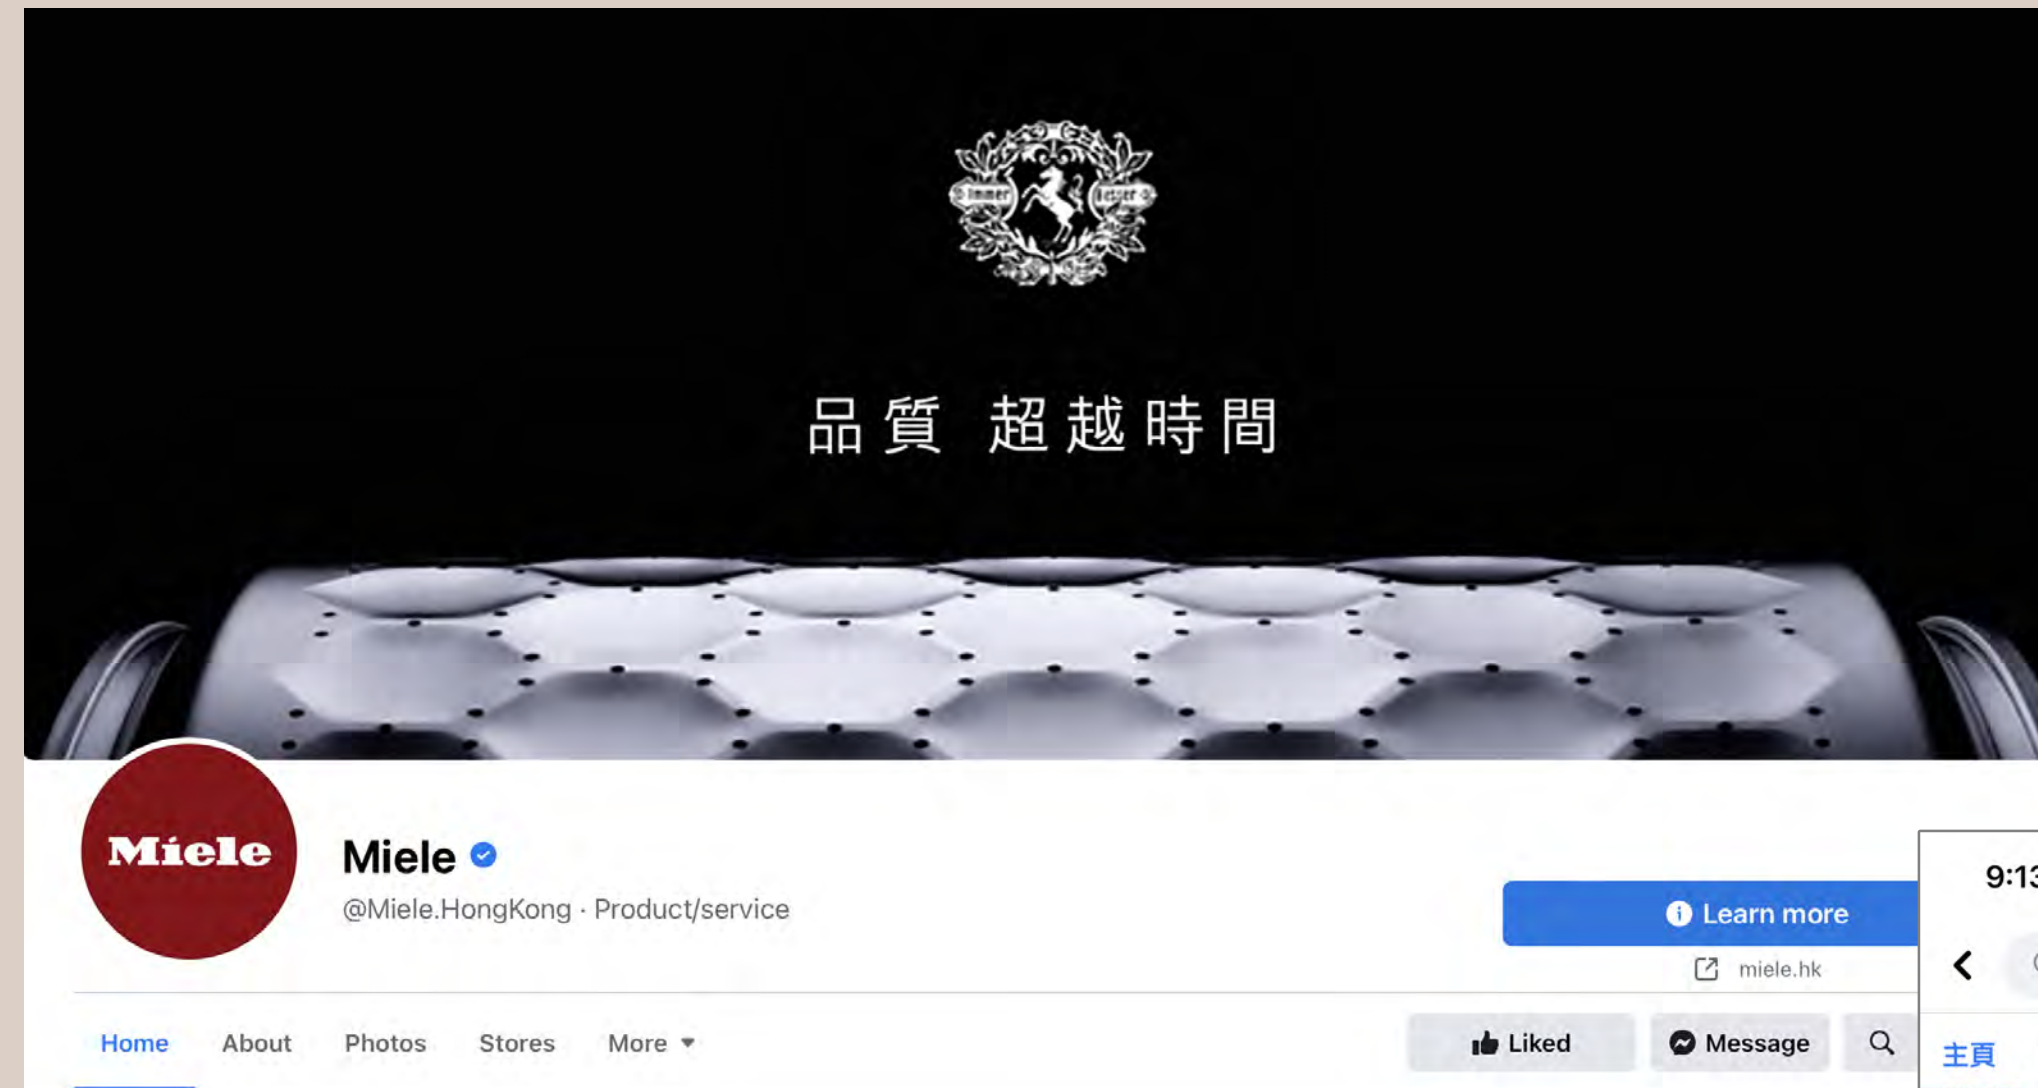 Immer Besser
品質 超越時間
Miele
Miele
@Miele.HongKong · Product/service
Learn more
miele.hk
Home About Photos Stores More
Liked Message
9:13
主頁